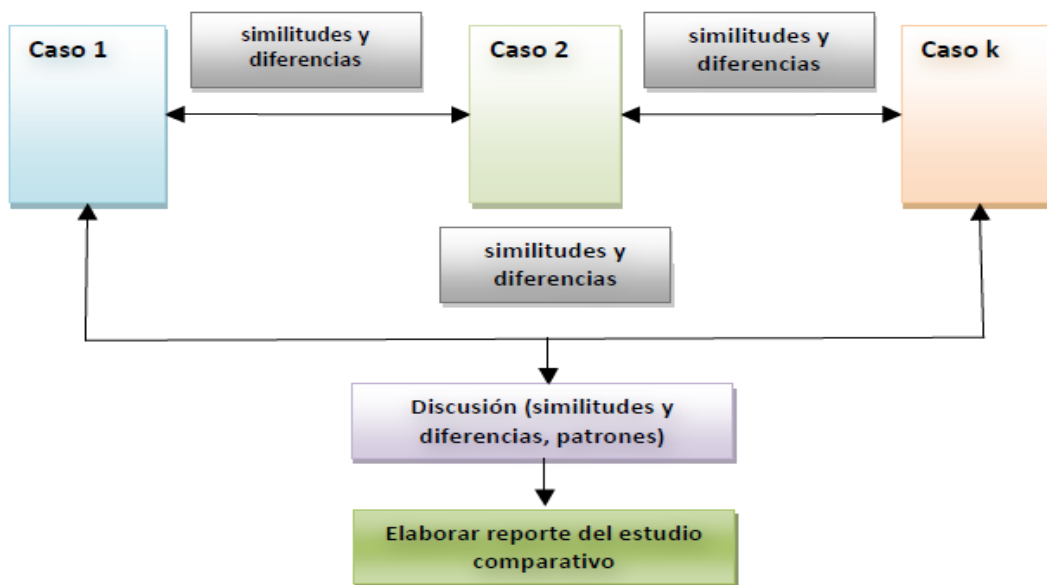 Caso 1
similitudes y
diferencias
Caso 2
similitudes y
diferencias
Caso k
similitudes y
diferencias
Discusión (similitudes y
diferencias, patrones)
Elaborar reporte del estudio
comparativo